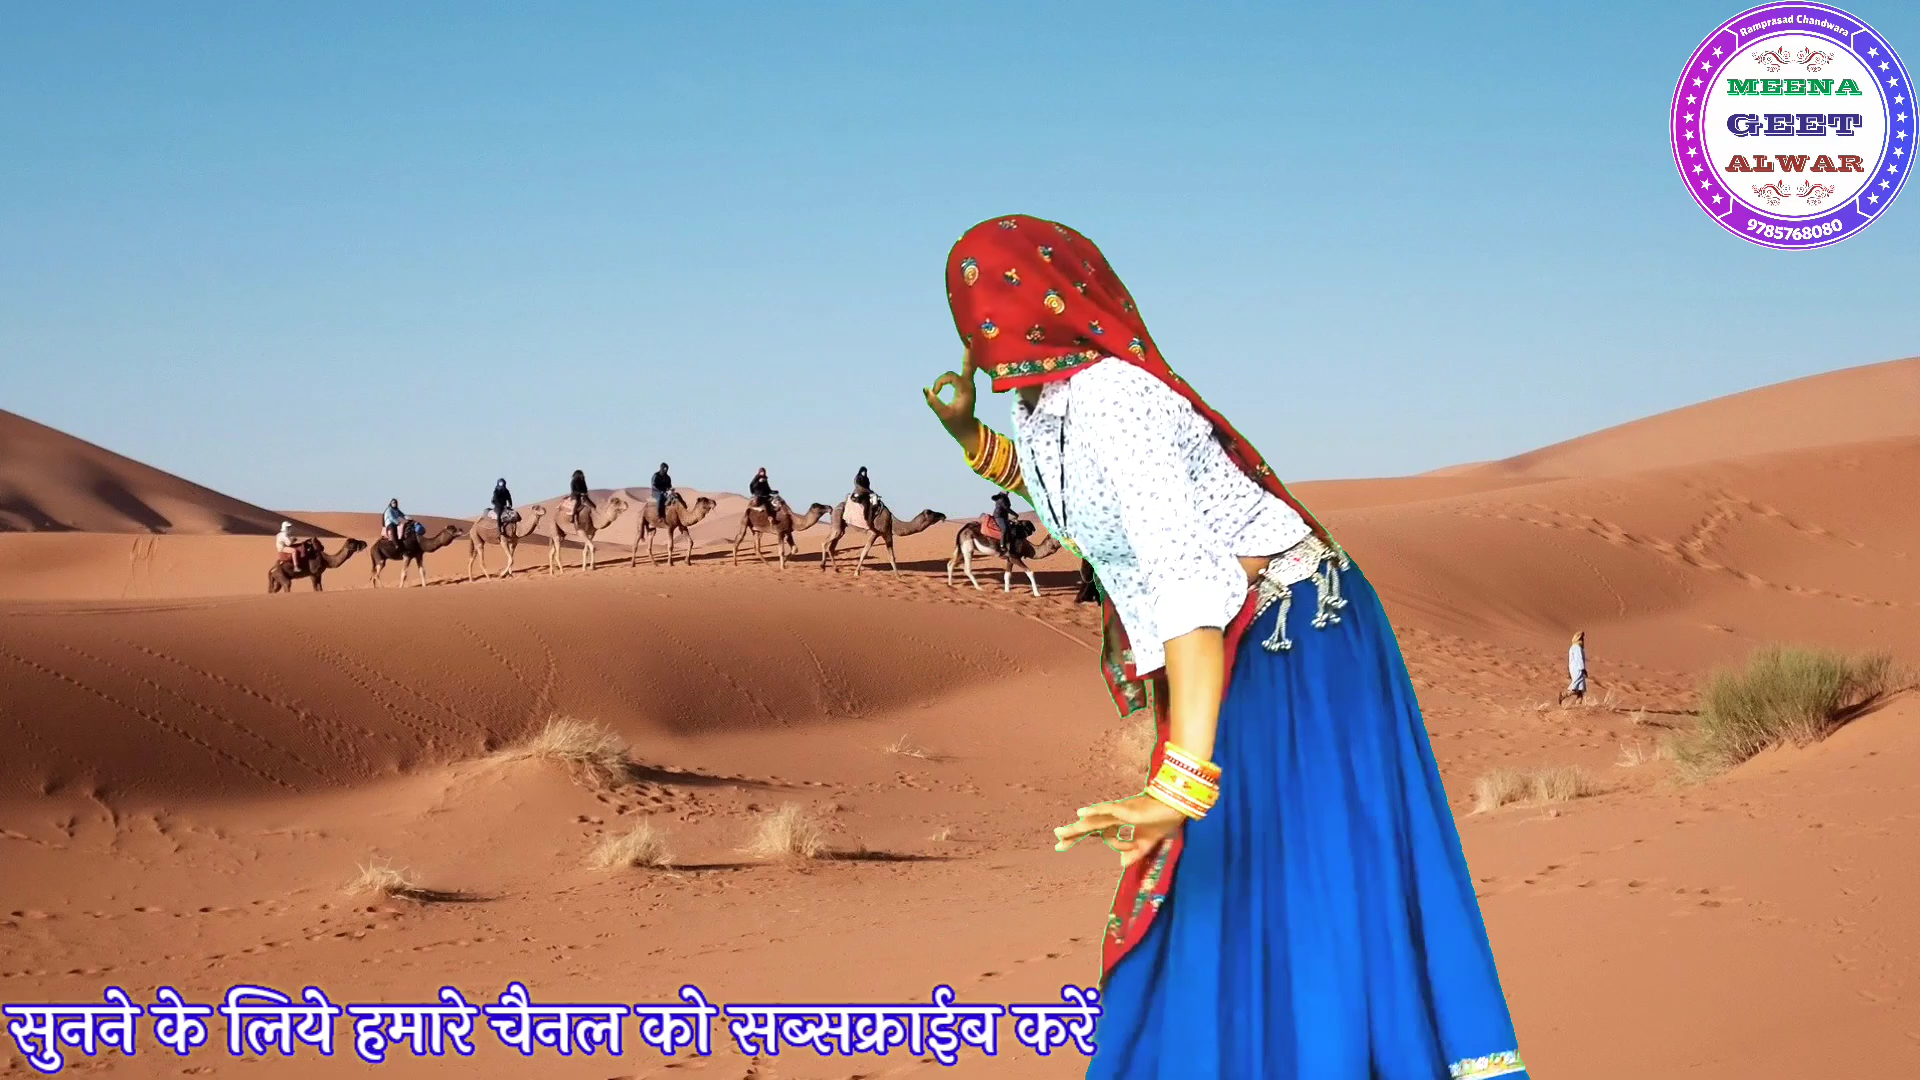 Ramprasad Chandwara
MEENA
GEET
ALWAR
9785768080
सुनने के लिये हमारे चैनल को सब्सक्राईब करें